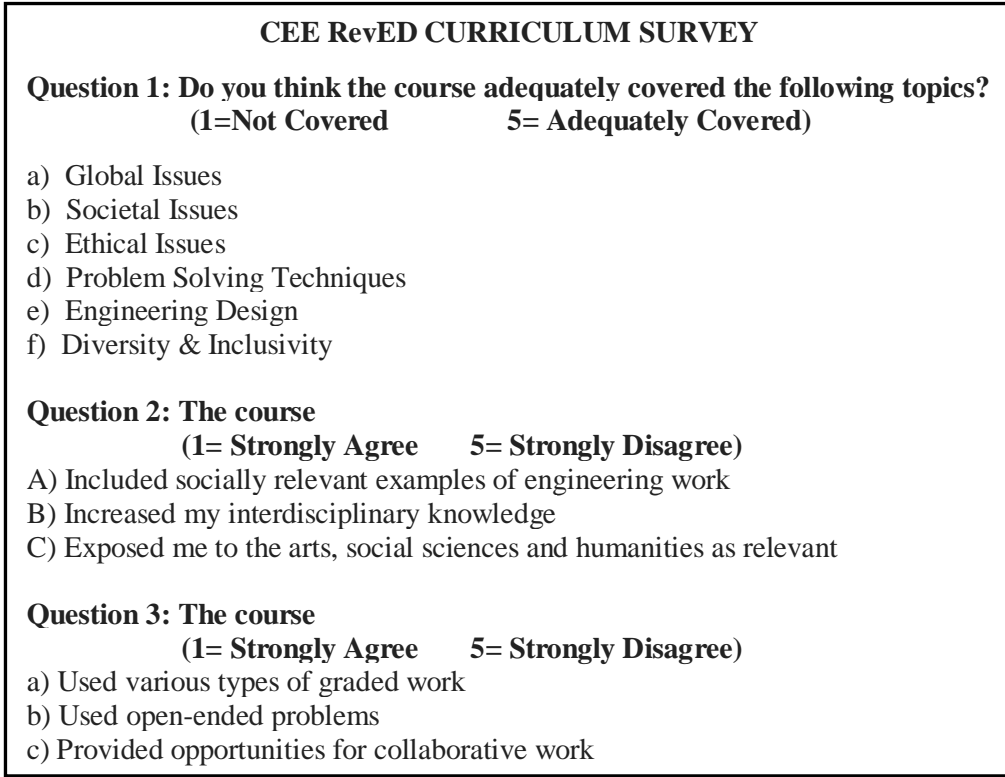 CEE RevED CURRICULUM SURVEY
Question 1: Do you think the course adequately covered the following topics?
(1=Not Covered 5= Adequately Covered)
a) Global Issues
b) Societal Issues
c) Ethical Issues
d) Problem Solving Techniques
e) Engineering Design
f) Diversity & Inclusivity
Question 2: The course
(1= Strongly Agree 5= Strongly Disagree)
A) Included socially relevant examples of engineering work
B) Increased my interdisciplinary knowledge
C) Exposed me to the arts, social sciences and humanities as relevant
Question 3: The course
(1= Strongly Agree 5= Strongly Disagree)
a) Used various types of graded work
b) Used open-ended problems
c) Provided opportunities for collaborative work